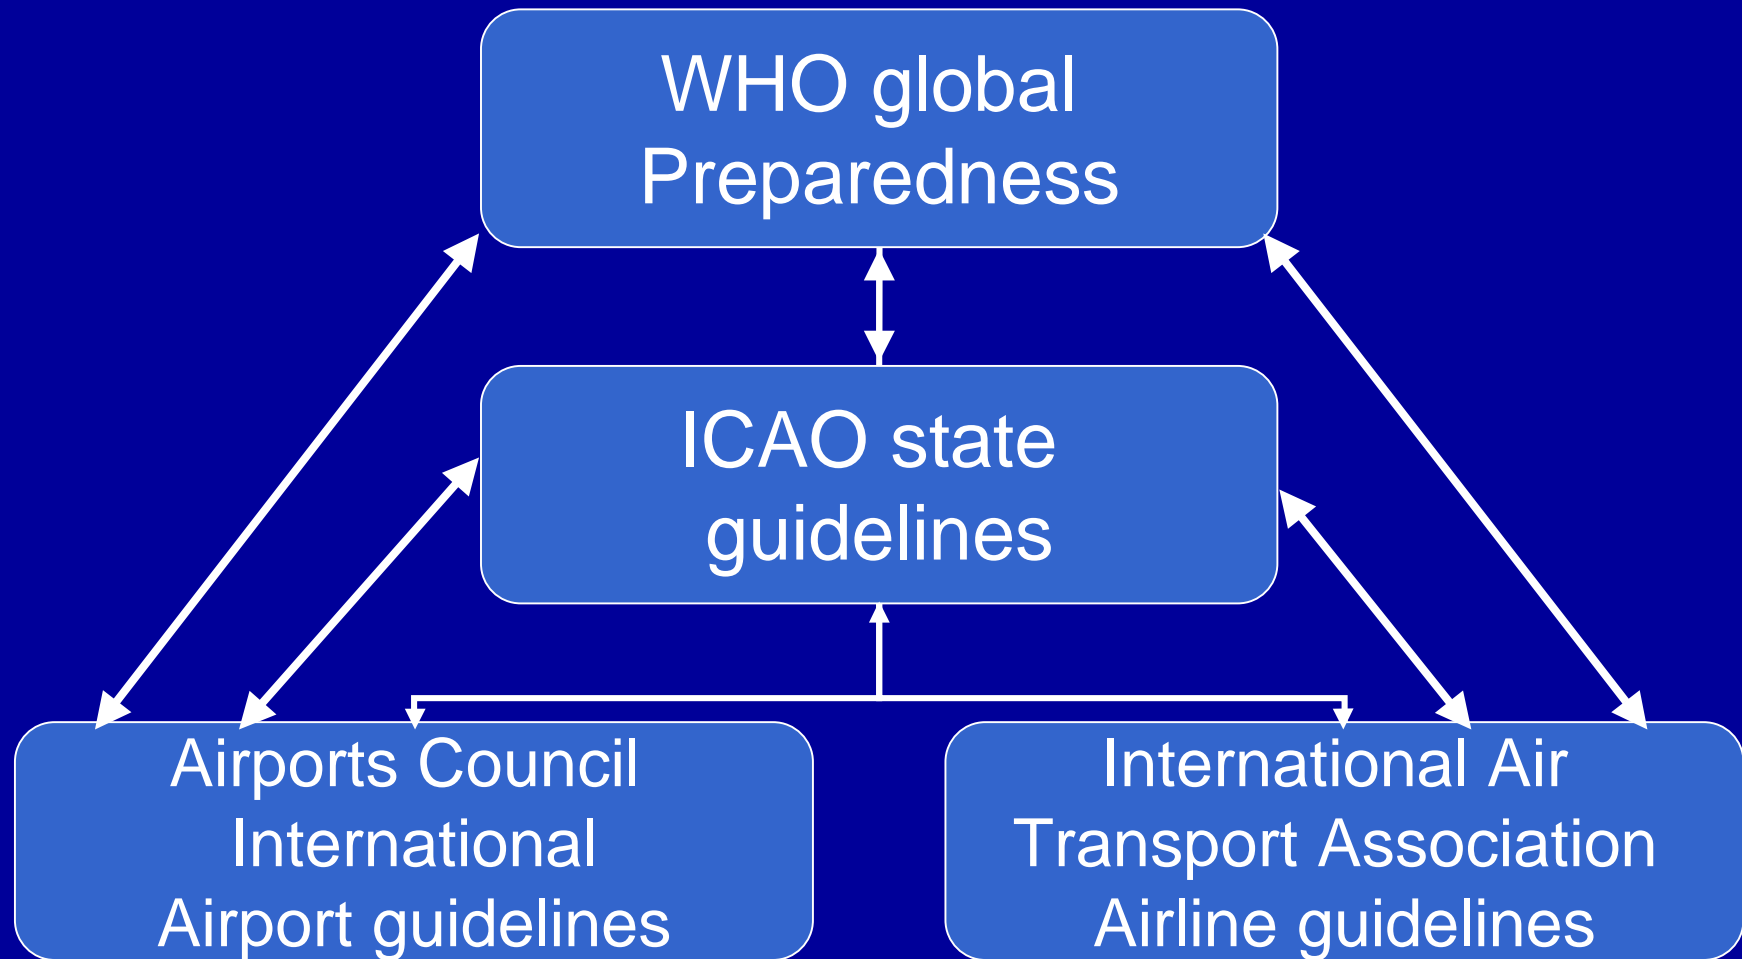 WHO global
Preparedness
ICAO state
guidelines
Airports Council
International
Airport guidelines
International Air
Transport Association
Airline guidelines